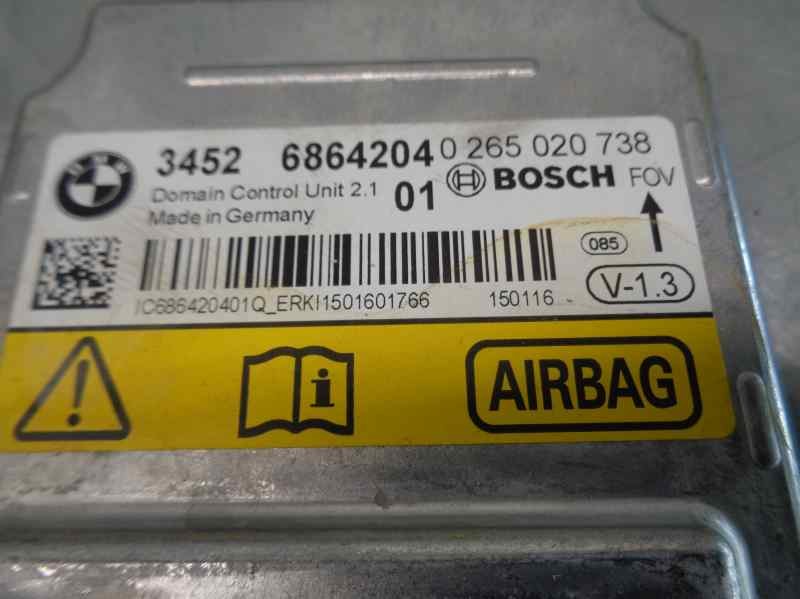 BMW
3452 6864204 0 265 020 738
Domain Control Unit 2.1 01 BOSCH FOV
Made in Germany
085
V-1.3
IC686420401Q_ERKI1501601766 150116
AIRBAG